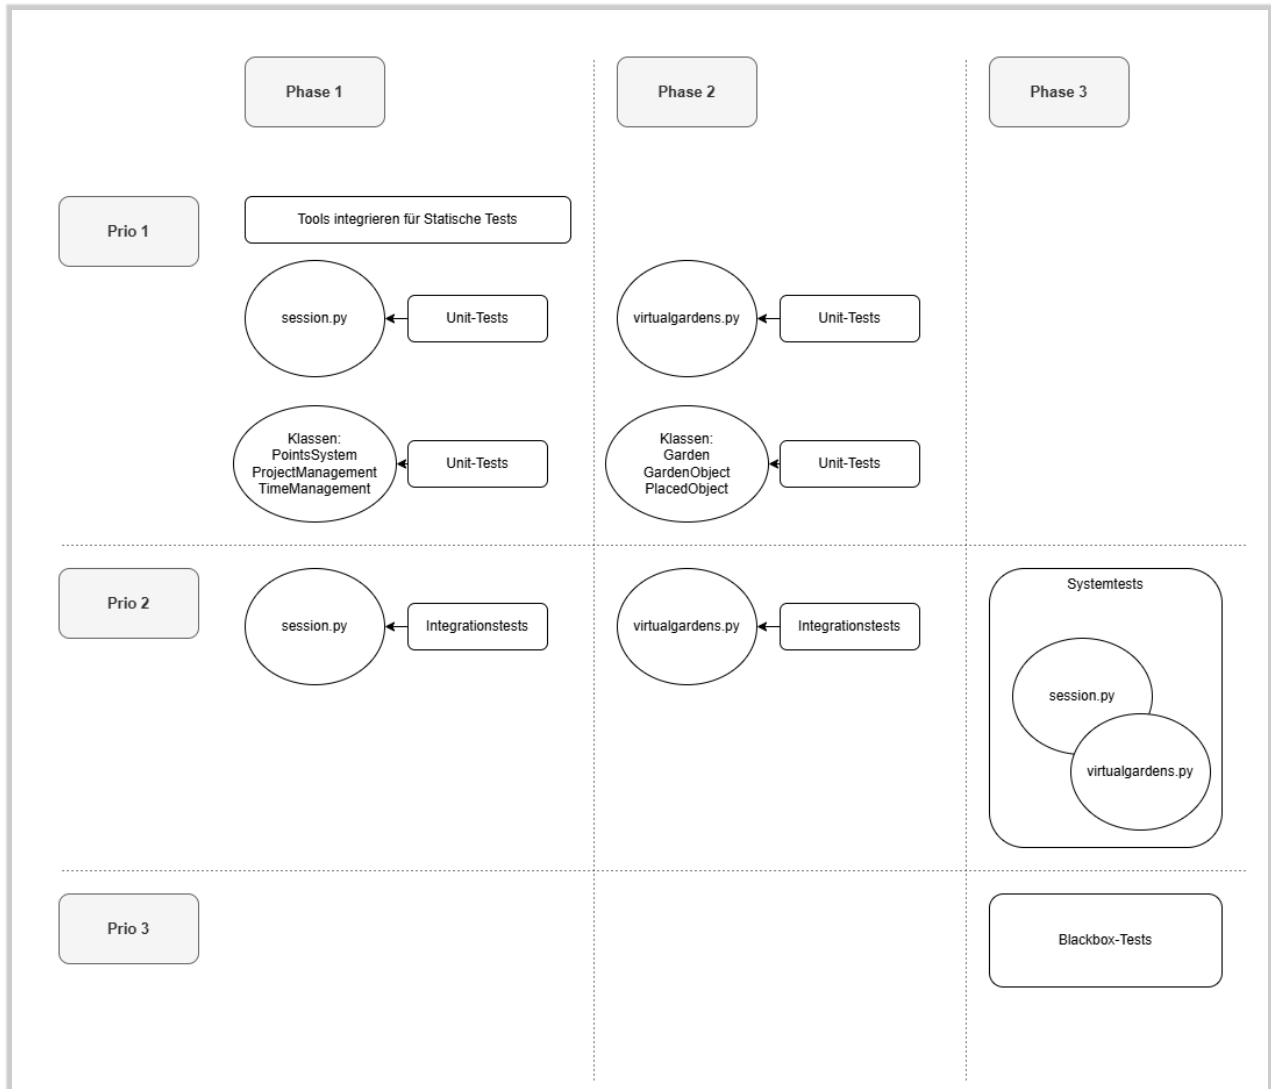 Phase 1
Phase 2
Phase 3
Prio 1
Tools integrieren für Statische Tests
session.py
Unit-Tests
virtualgardens.py
Unit-Tests
Klassen:
PointsSystem
ProjectManagement
TimeManagement
Unit-Tests
Klassen:
Garden
GardenObject
PlacedObject
Unit-Tests
Prio 2
session.py
Integrationstests
virtualgardens.py
Integrationstests
Systemtests
session.py
virtualgardens.py
Prio 3
Blackbox-Tests